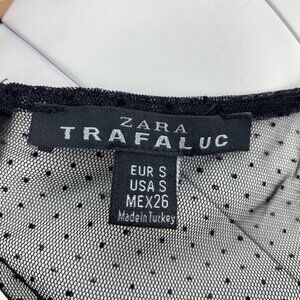 ZARA
TRAFALUC
EUR S
USA S
MEX26
Made in Turkey